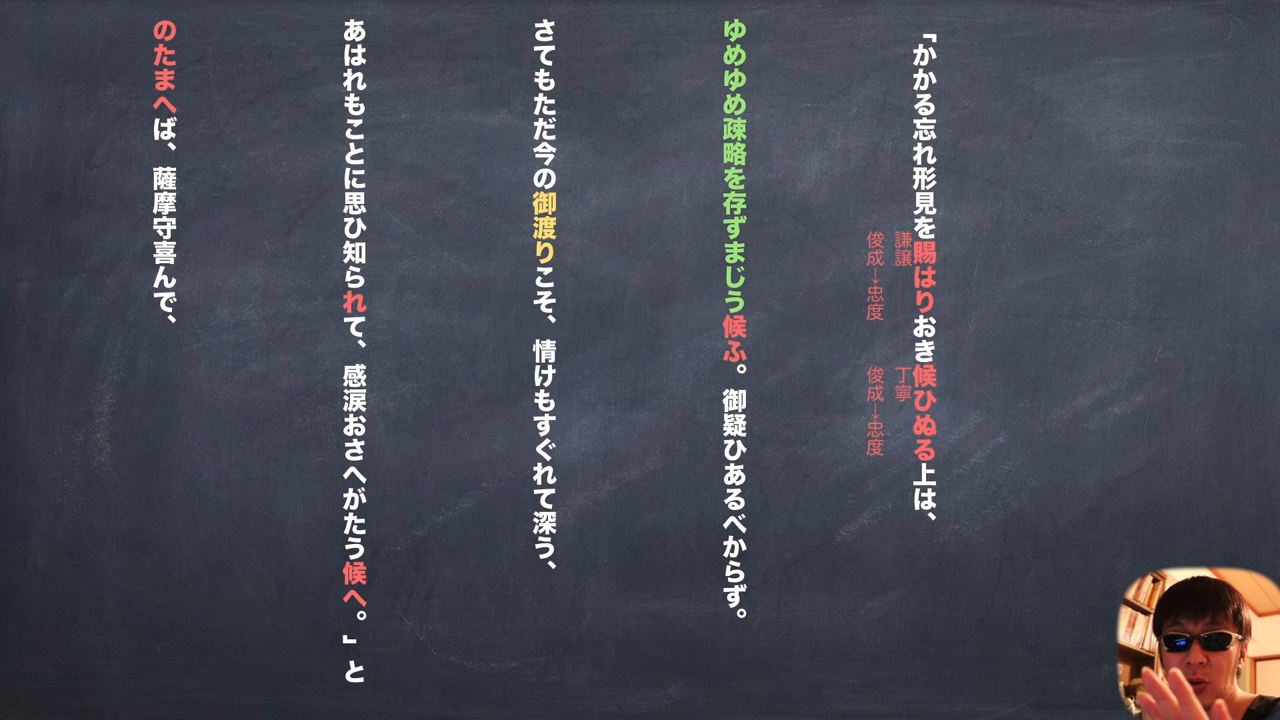 「かかる忘れ形見を賜はりおき候ひぬる上は、
謙譲
俊成→忠度
丁寧
俊成→忠度
ゆめゆめ疎略を存ずまじう候ふ。御疑ひあるべからず。
さてもただ今の御渡りこそ、情けもすぐれて深う、
あはれもことに思ひ知られて、感涙おさへがたう候へ。」と
のたまへば、薩摩守喜んで、